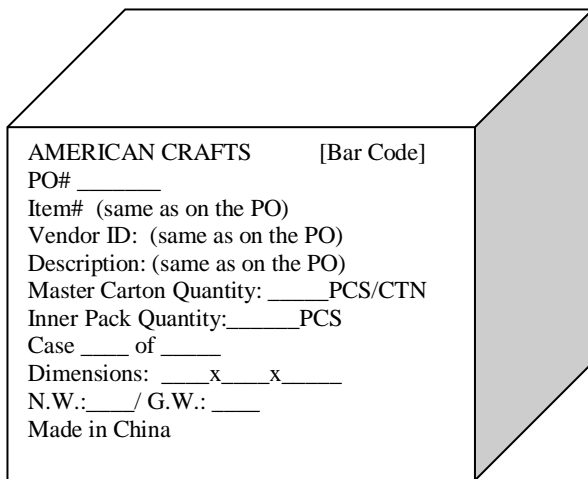 AMERICAN CRAFTS [Bar Code]
PO# _______
Item# (same as on the PO)
Vendor ID: (same as on the PO)
Description: (same as on the PO)
Master Carton Quantity: _____PCS/CTN
Inner Pack Quantity:______PCS
Case ____ of _____
Dimensions: ____x____x_____
N.W.:____/ G.W.: ____
Made in China